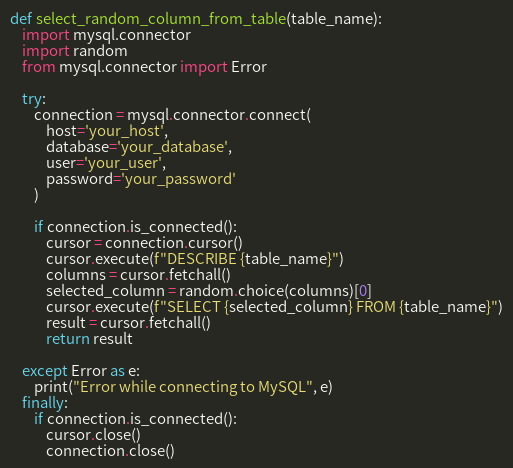 def select_random_column_from_table(table_name):
    import mysql.connector
    import random
    from mysql.connector import Error

    try:
        connection = mysql.connector.connect(
            host='your_host',
            database='your_database',
            user='your_user',
            password='your_password'
        )

        if connection.is_connected():
            cursor = connection.cursor()
            cursor.execute(f"DESCRIBE {table_name}")
            columns = cursor.fetchall()
            selected_column = random.choice(columns)[0]
            cursor.execute(f"SELECT {selected_column} FROM {table_name}")
            result = cursor.fetchall()
            return result

    except Error as e:
        print("Error while connecting to MySQL", e)
    finally:
        if connection.is_connected():
            cursor.close()
            connection.close()